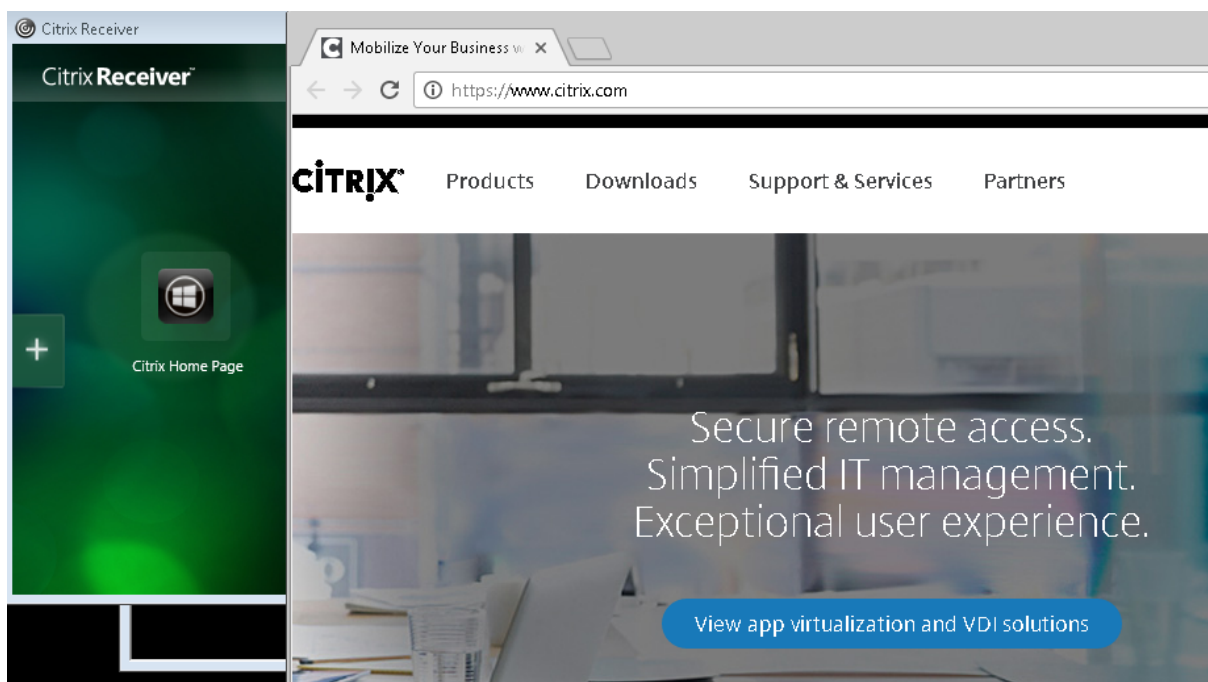 Citrix Receiver
Citrix Receiver™
Citrix Home Page
Mobilize Your Business w
https://www.citrix.com
CITRIX®
Products Downloads Support & Services Partners
Secure remote access.
Simplified IT management.
Exceptional user experience.
View app virtualization and VDI solutions